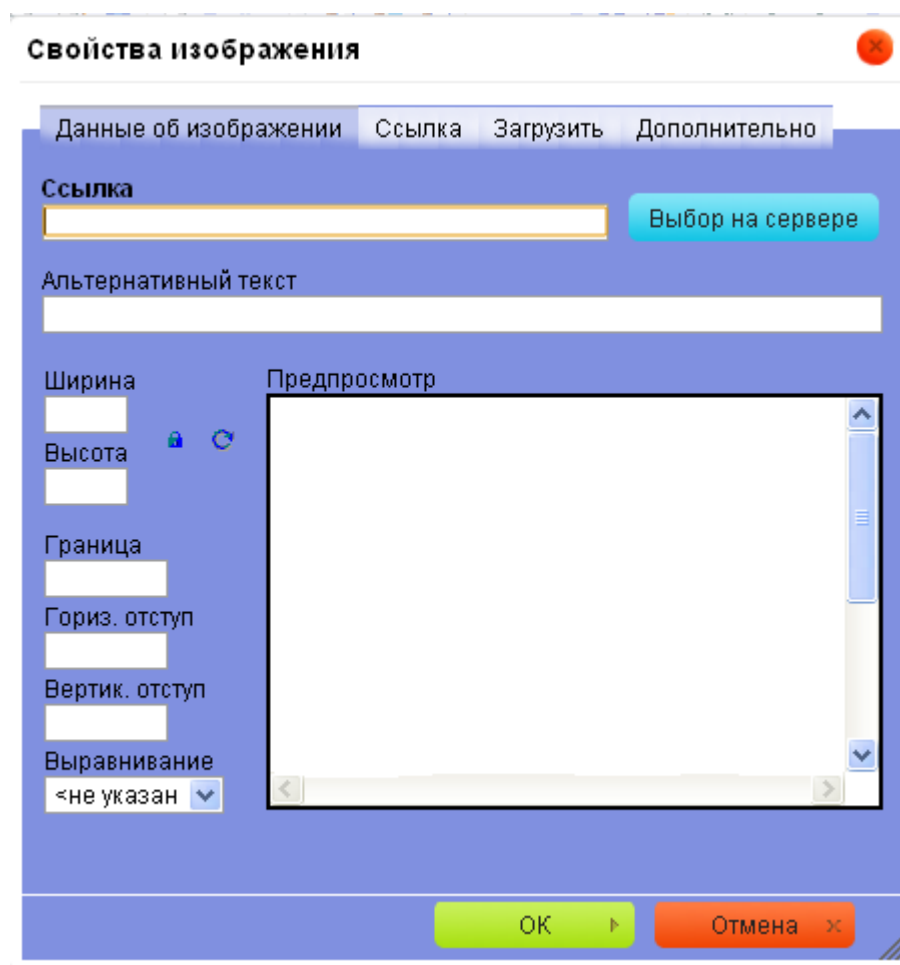 Свойства изображения
Данные об изображении Ссылка Загрузить Дополнительно
Ссылка
Выбор на сервере
Альтернативный текст
Ширина
Предпросмотр
Высота
Граница
Гориз. отступ
Вертик. отступ
Выравнивание
<не указан
ОК
Отмена